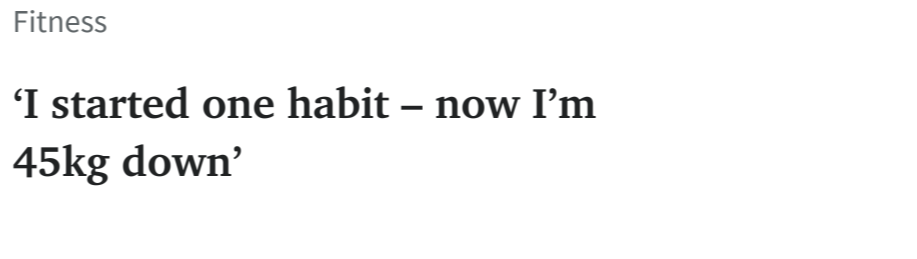 Fitness
‘I started one habit – now I’m
45kg down’